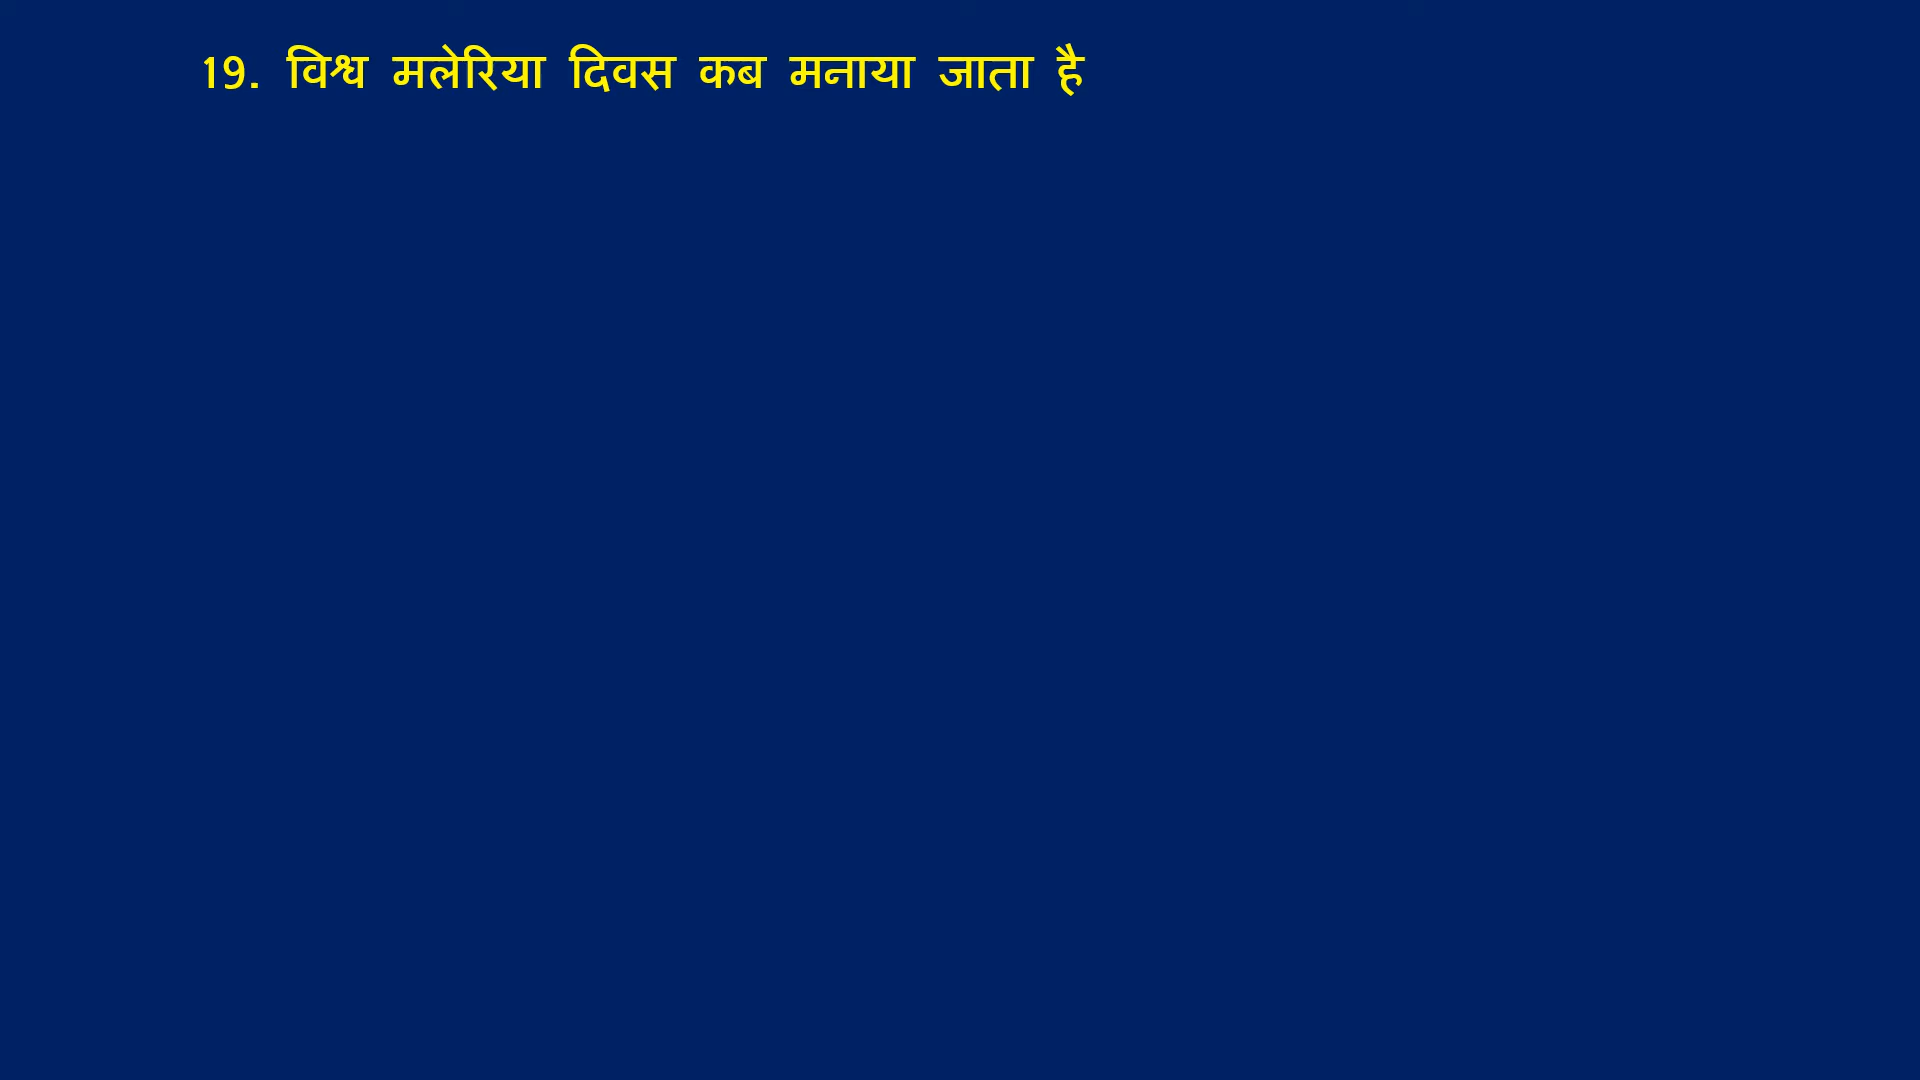 19. विश्व मलेरिया दिवस कब मनाया जाता है